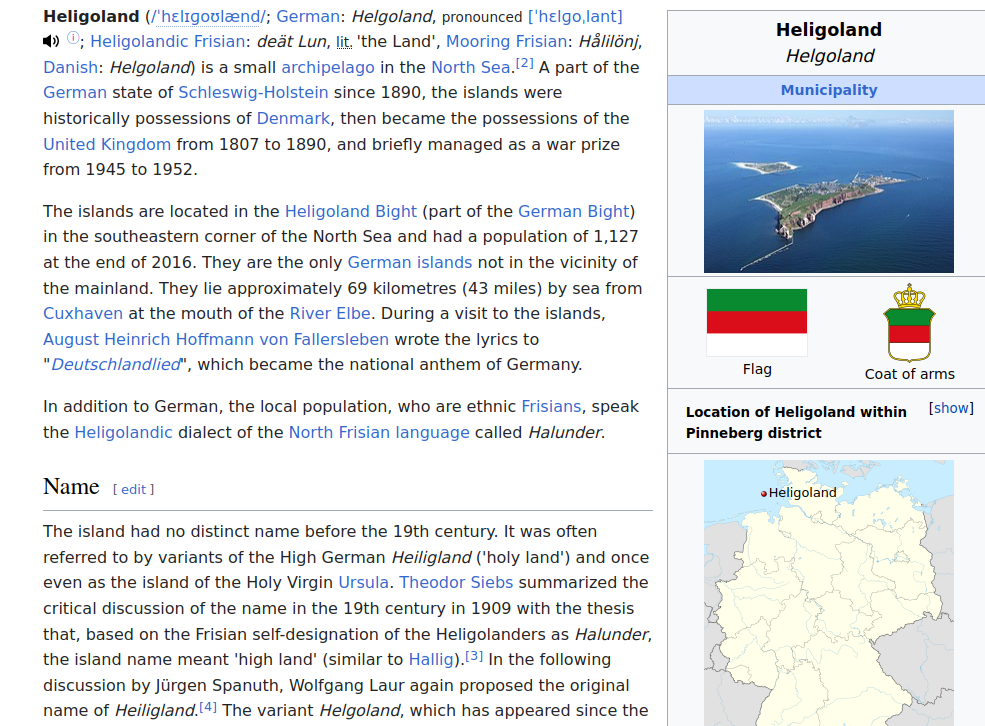 Heligoland (/ˈhɛlɪɡoʊlænd/; German: Helgoland, pronounced [ˈhɛlɡoˌlant]
ⓘ; Heligolandic Frisian: deät Lun, lit. 'the Land', Mooring Frisian: Hålilönj,
Danish: Helgoland) is a small archipelago in the North Sea.[2] A part of the
German state of Schleswig-Holstein since 1890, the islands were
historically possessions of Denmark, then became the possessions of the
United Kingdom from 1807 to 1890, and briefly managed as a war prize
from 1945 to 1952.
The islands are located in the Heligoland Bight (part of the German Bight)
in the southeastern corner of the North Sea and had a population of 1,127
at the end of 2016. They are the only German islands not in the vicinity of
the mainland. They lie approximately 69 kilometres (43 miles) by sea from
Cuxhaven at the mouth of the River Elbe. During a visit to the islands,
August Heinrich Hoffmann von Fallersleben wrote the lyrics to
"Deutschlandlied", which became the national anthem of Germany.
In addition to German, the local population, who are ethnic Frisians, speak
the Heligolandic dialect of the North Frisian language called Halunder.
Name [ edit ]
The island had no distinct name before the 19th century. It was often
referred to by variants of the High German Heiligland ('holy land') and once
even as the island of the Holy Virgin Ursula. Theodor Siebs summarized the
critical discussion of the name in the 19th century in 1909 with the thesis
that, based on the Frisian self-designation of the Heligolanders as Halunder,
the island name meant 'high land' (similar to Hallig).[3] In the following
discussion by Jürgen Spanuth, Wolfgang Laur again proposed the original
name of Heiligland.[4] The variant Helgoland, which has appeared since the
Heligoland
Helgoland
Municipality
Flag
Coat of arms
Location of Heligoland within [show]
Pinneberg district
Heligoland